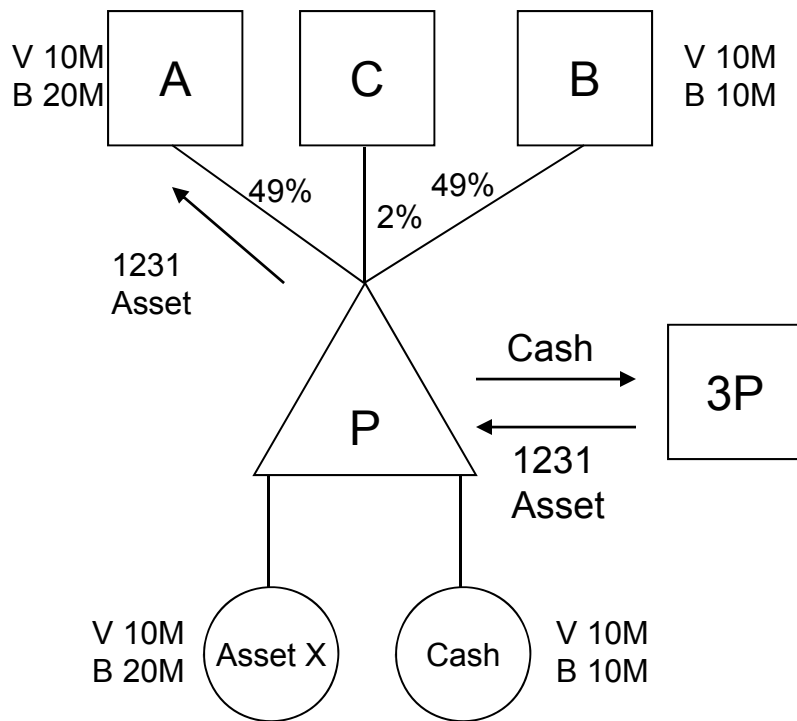 V 10M
B 20M
A
C
B
V 10M
B 10M
49%
2%
49%
1231
Asset
Cash
3P
P
1231
Asset
V 10M
B 20M
Asset X
Cash
V 10M
B 10M